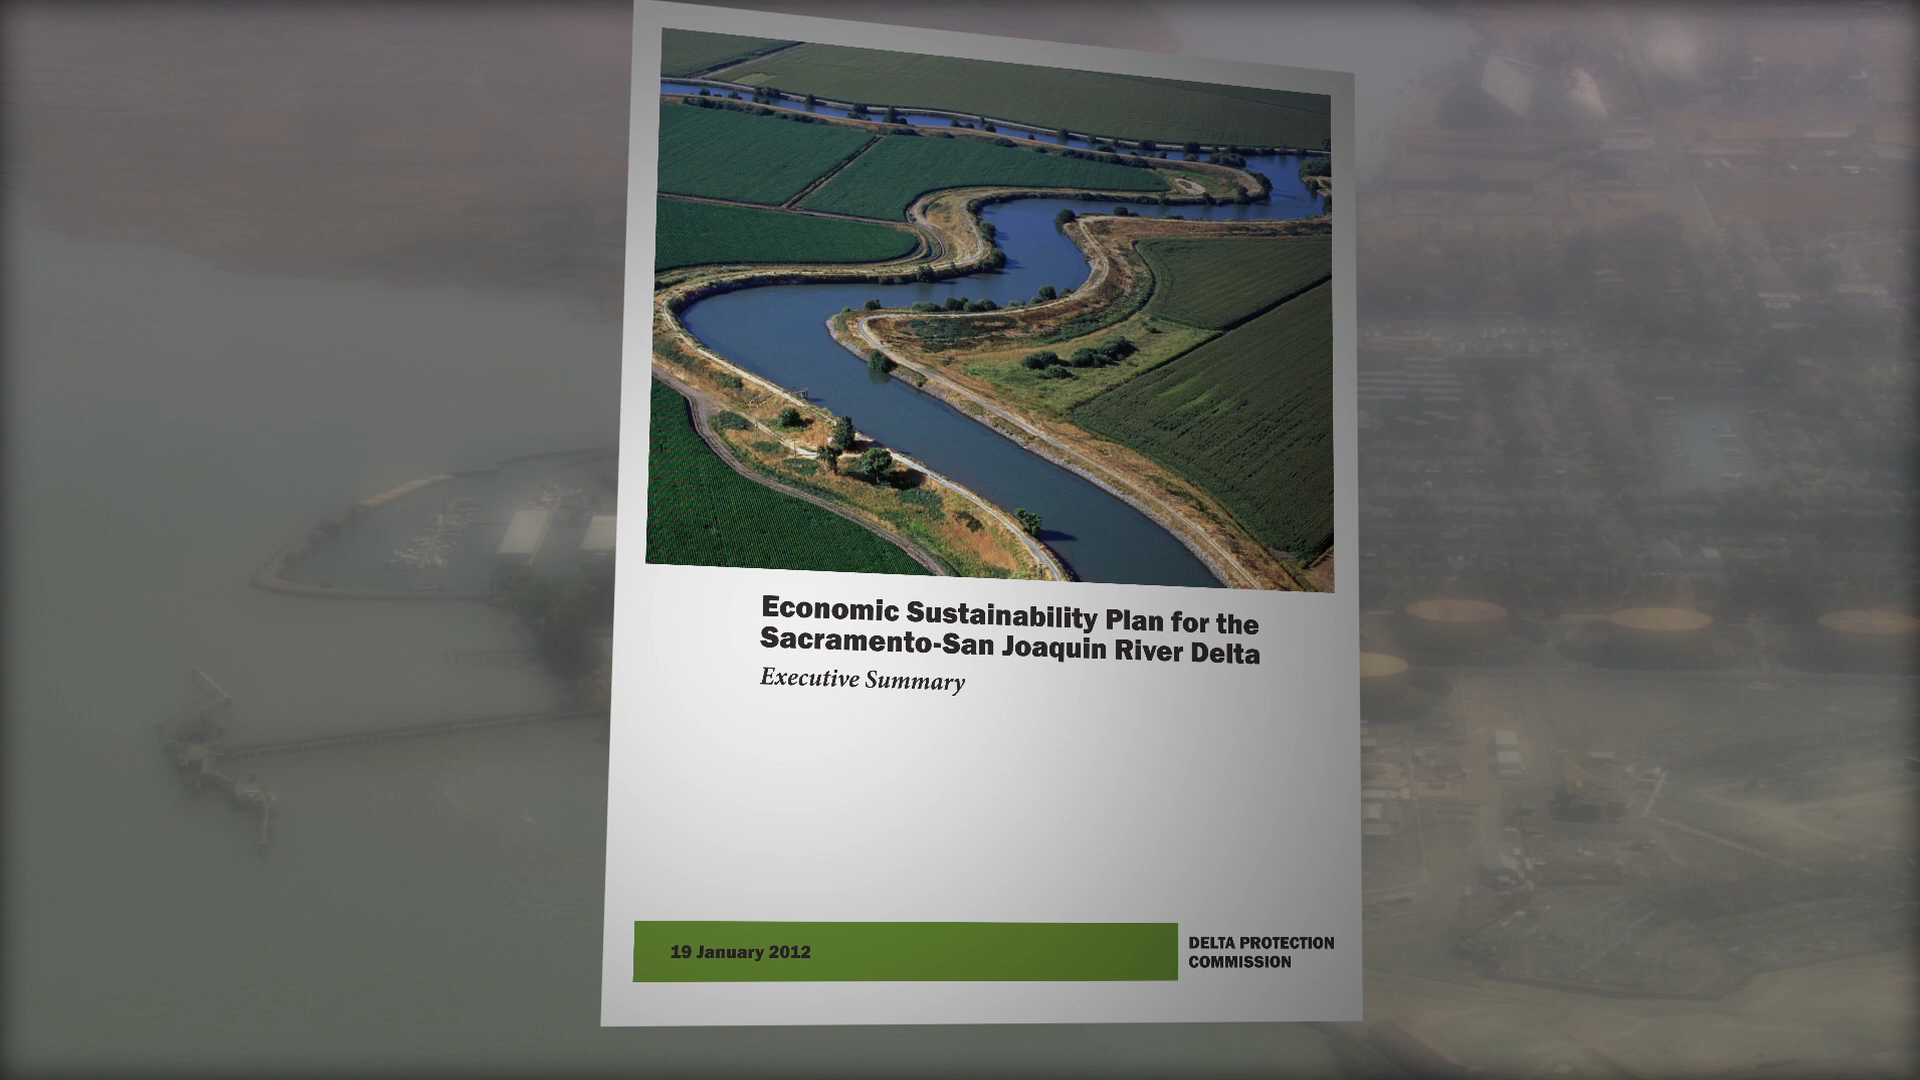 Economic Sustainability Plan for the
Sacramento-San Joaquin River Delta
Executive Summary
19 January 2012
DELTA PROTECTION
COMMISSION